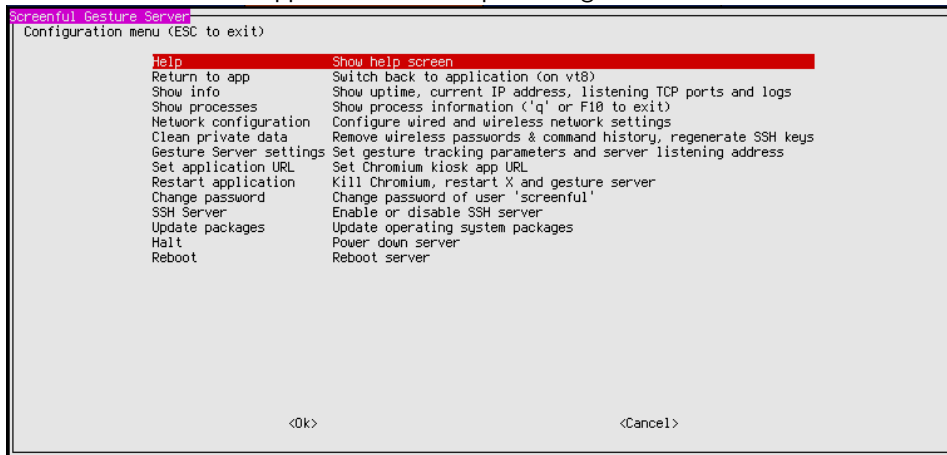 Screenful Gesture Server
Configuration menu (ESC to exit)
Help Show help screen
Return to app Switch back to application (on vt8)
Show info Show uptime, current IP address, listening TCP ports and logs
Show processes Show process information ('q' or F10 to exit)
Network configuration Configure wired and wireless network settings
Clean private data Remove wireless passwords & command history, regenerate SSH keys
Gesture Server settings Set gesture tracking parameters and server listening address
Set application URL Set Chromium kiosk app URL
Restart application Kill Chromium, restart X and gesture server
Change password Change password of user 'screenful'
SSH Server Enable or disable SSH server
Update packages Update operating system packages
Halt Power down server
Reboot Reboot server
<Ok> <Cancel>